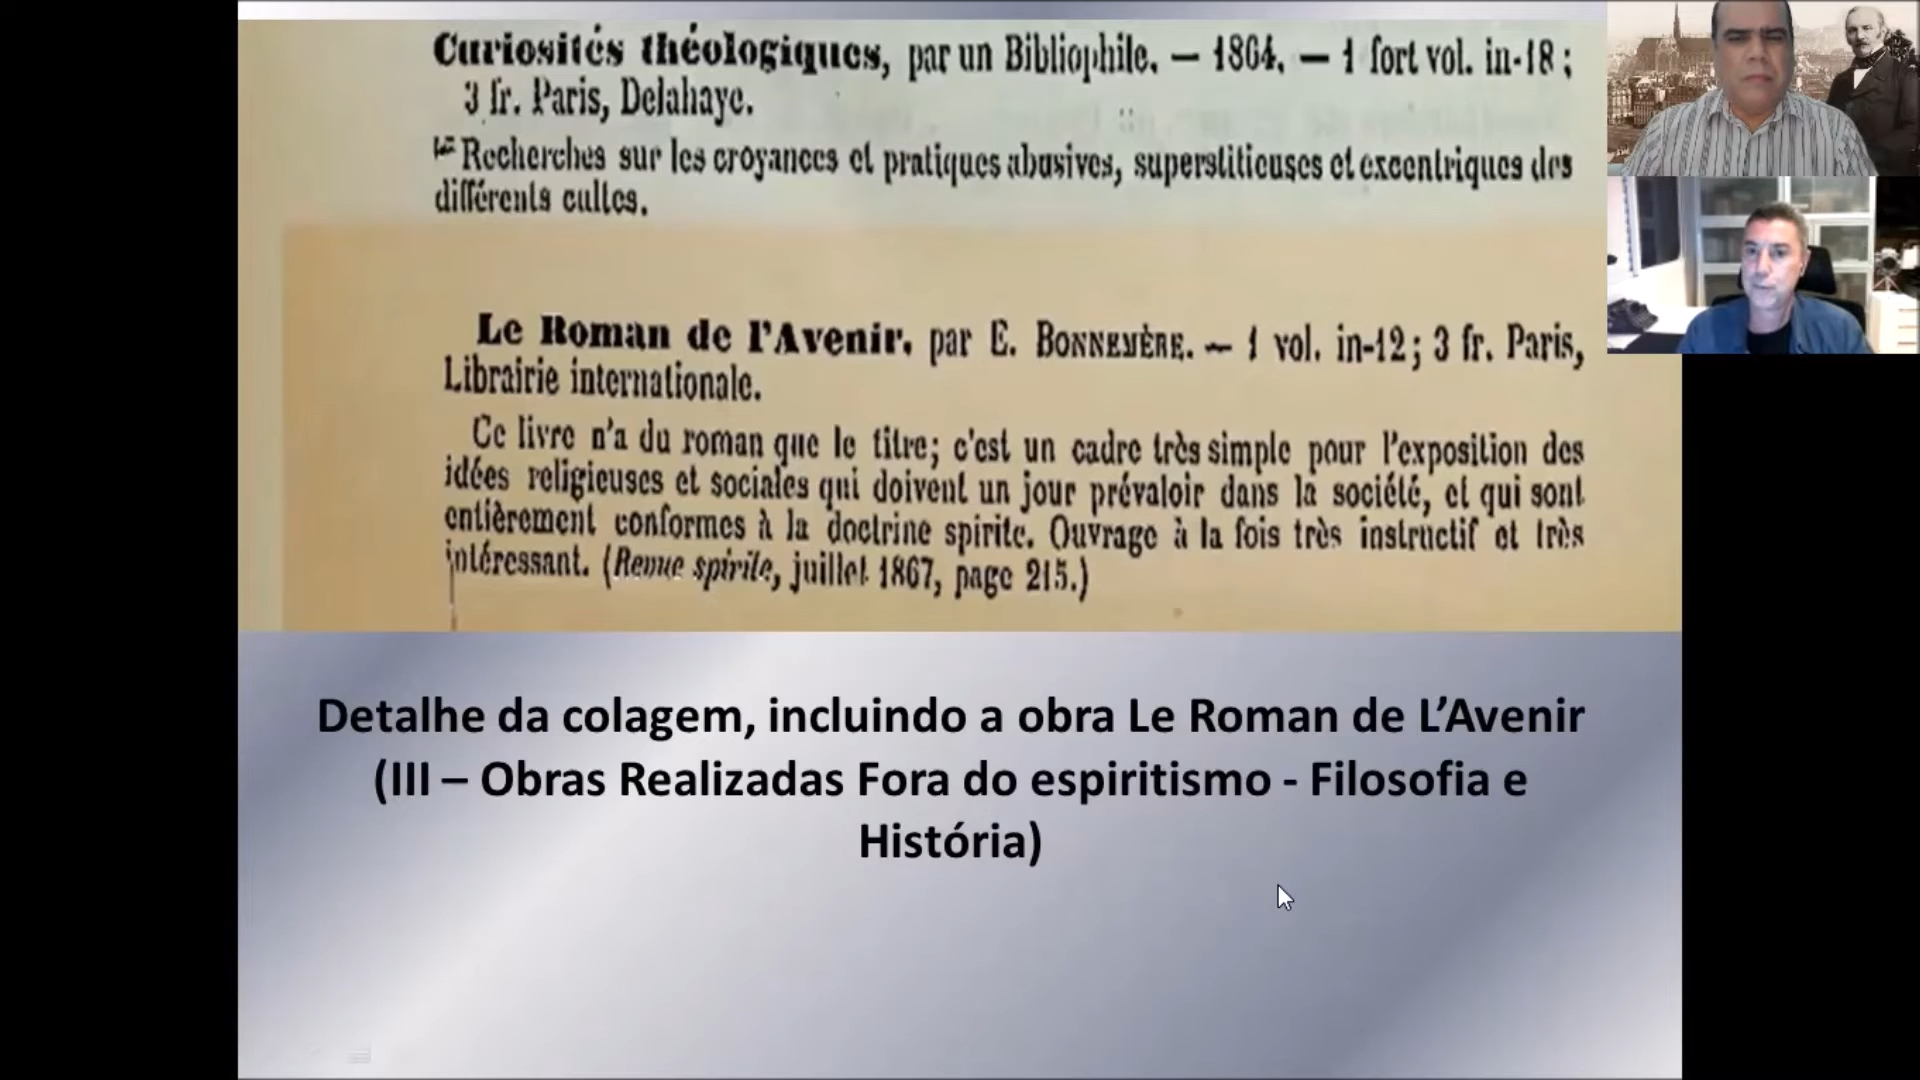 Curiosités théologiques, par un Bibliophile. — 1864. — 1 fort vol. in-18 ;
3 fr. Paris, Delahaye.
Recherches sur les croyances et pratiques abusives, superstitieuses et excentriques des
différents cultes.
Le Roman de l'Avenir, par E. BONNEMÈRE. — 1 vol. in-12 ; 3 fr. Paris,
Librairie internationale.
Ce livre n'a du roman que le titre ; c'est un cadre très simple pour l'exposition des
idées religieuses et sociales qui doivent un jour prévaloir dans la société, et qui sont
entièrement conformes à la doctrine spirite. Ouvrage à la fois très instructif et très
intéressant. (Revue spirite, juillet 1867, page 215.)
Detalhe da colagem, incluindo a obra Le Roman de L’Avenir
(III – Obras Realizadas Fora do espiritismo - Filosofia e
História)